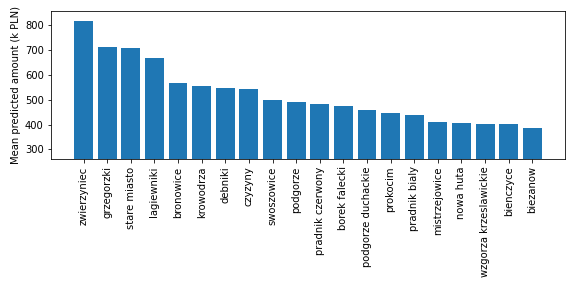 Mean predicted amount (k PLN)
800
700
600
500
400
300
zwierzyniec
grzegorzki
stare miasto
lagiewniki
bronowice
krowodrza
debniki
czyzyny
swoszowice
podgorze
pradnik czerwony
borek falecki
podgorze duchackie
prokocim
pradnik bialy
mistrzejowice
nowa huta
wzgorza krzeslawickie
bienczyce
biezanow